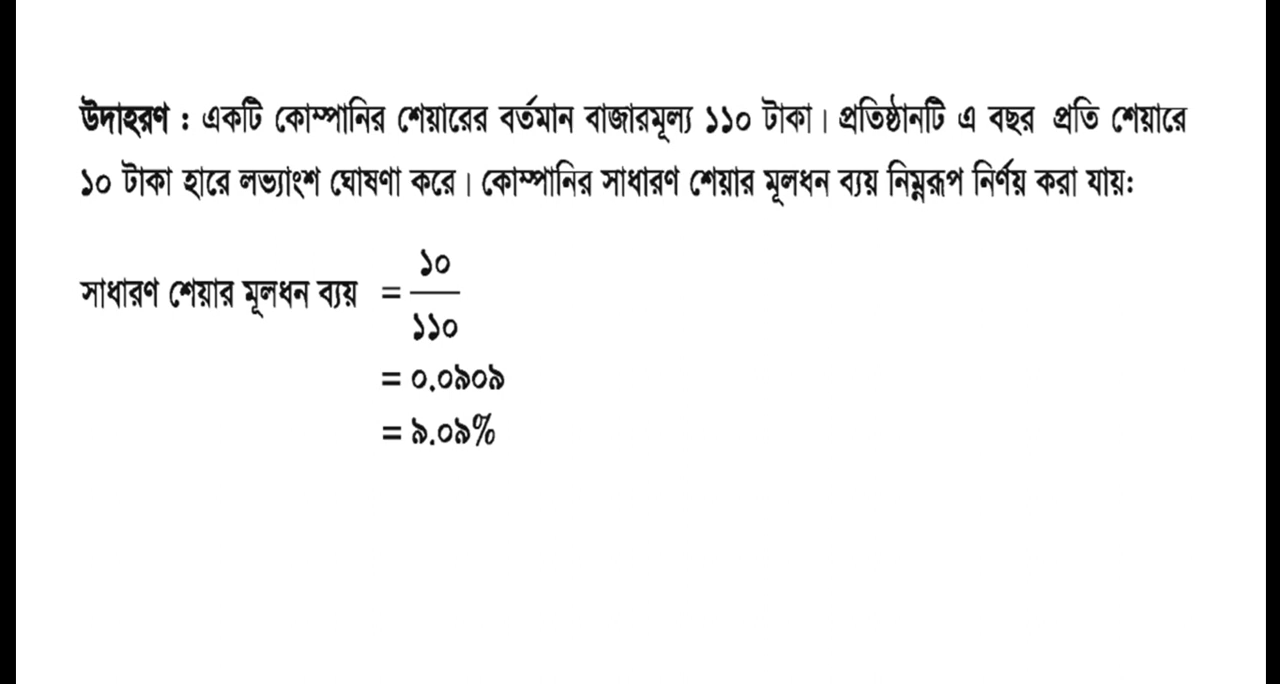 উদাহরণ : একটি কোম্পানির শেয়ারের বর্তমান বাজারমূল্য ১১০ টাকা। প্রতিষ্ঠানটি এ বছর প্রতি শেয়ারে
১০ টাকা হারে লভ্যাংশ ঘোষণা করে। কোম্পানির সাধারণ শেয়ার মূলধন ব্যয় নিম্নরূপ নির্ণয় করা যায়:
সাধারণ শেয়ার মূলধন ব্যয় = ১০
১১০
= ০.০৯০৯
= ৯.০৯%